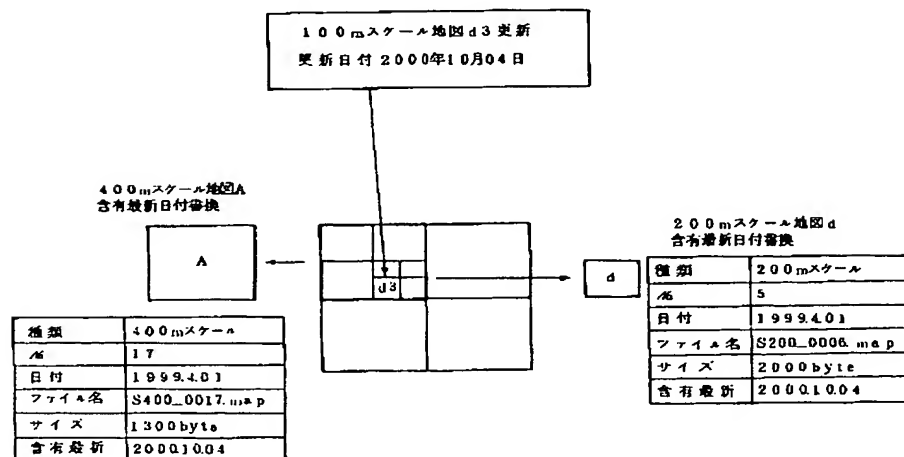 100mスケール地図d3更新
更新日付2000年10月04日
400mスケール地図A
含有最新日付書換
A
d3
200mスケール地図d
含有最新日付書換
d
種類 200mスケール
№ 5
日付 1999.4.01
ファイル名 S200_0006.map
サイズ 2000byte
含有最新 2000.10.04
種類 400mスケール
№ 17
日付 1999.4.01
ファイル名 S400_0017.map
サイズ 1300byte
含有最新 2000.10.04